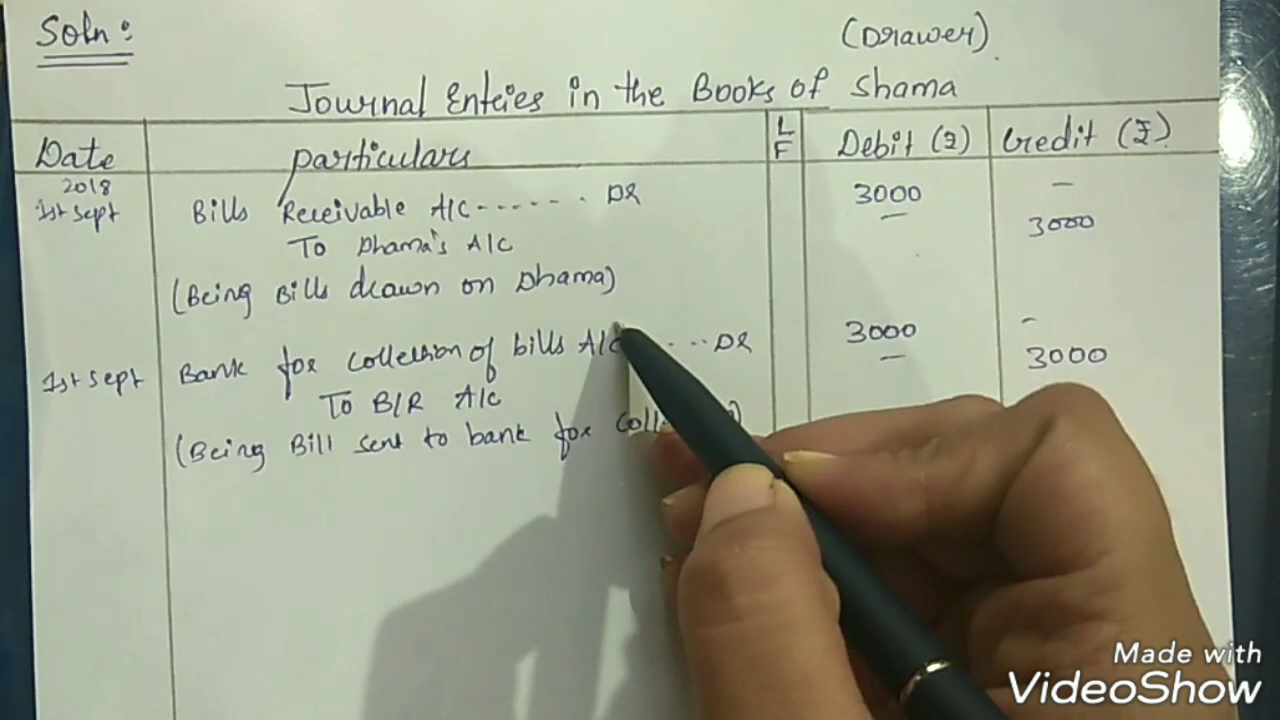 Soln:
(Drawer)
Journal Entries in the Books of Shama
Date
Particulars
L
F
Debit (₹)
Credit (₹)
2018
1st Sept
Bills Receivable A/C ------ . DR
3000
—
To Dhama's A/C
—
3000
(Being Bills drawn on Dhama)
1st Sept
Bank for collection of bills A/C ... DR
3000
-
To B/R A/C
—
3000
(Being Bill sent to bank for
Made with
VideoShow